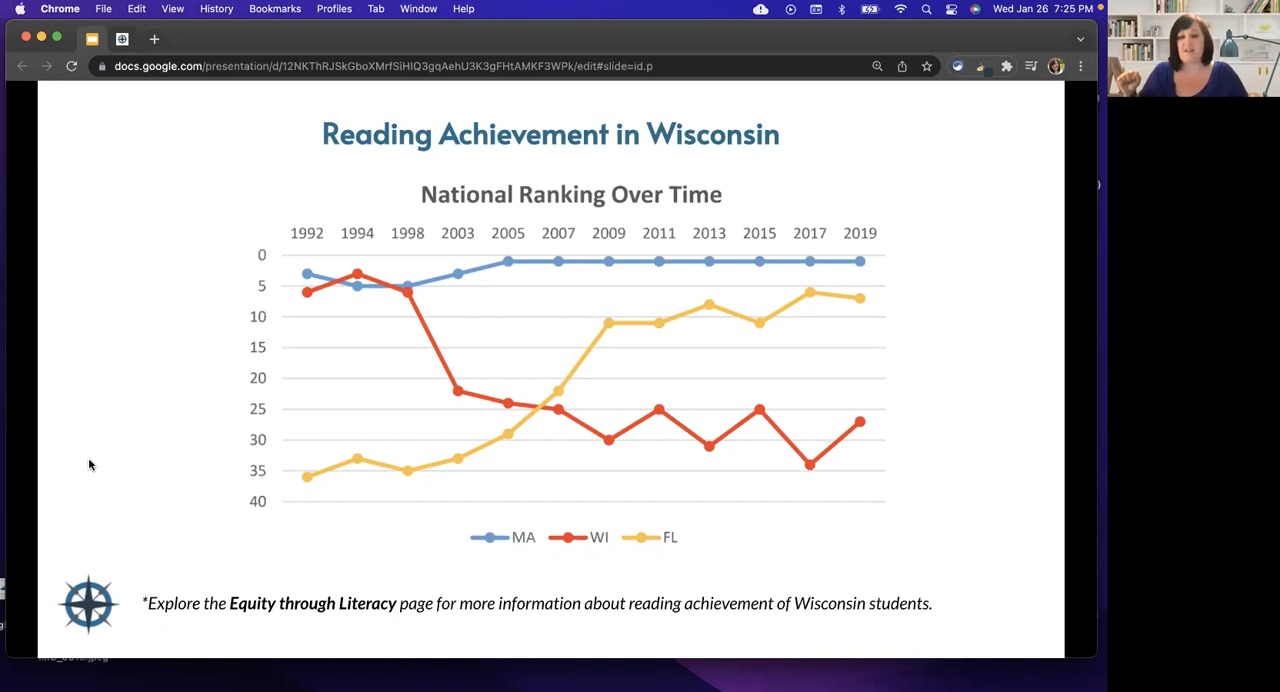 Chrome File Edit View History Bookmarks Profiles Tab Window Help Wed Jan 26 7:25 PM
docs.google.com/presentation/d/12NKThRJSkGboXMrfSiHIQ3gqAehU3K3gFHtAMKF3WPk/edit#slide=id.p
Reading Achievement in Wisconsin
National Ranking Over Time
1992 1994 1998 2003 2005 2007 2009 2011 2013 2015 2017 2019
0
5
10
15
20
25
30
35
40
MA WI FL
*Explore the Equity through Literacy page for more information about reading achievement of Wisconsin students.